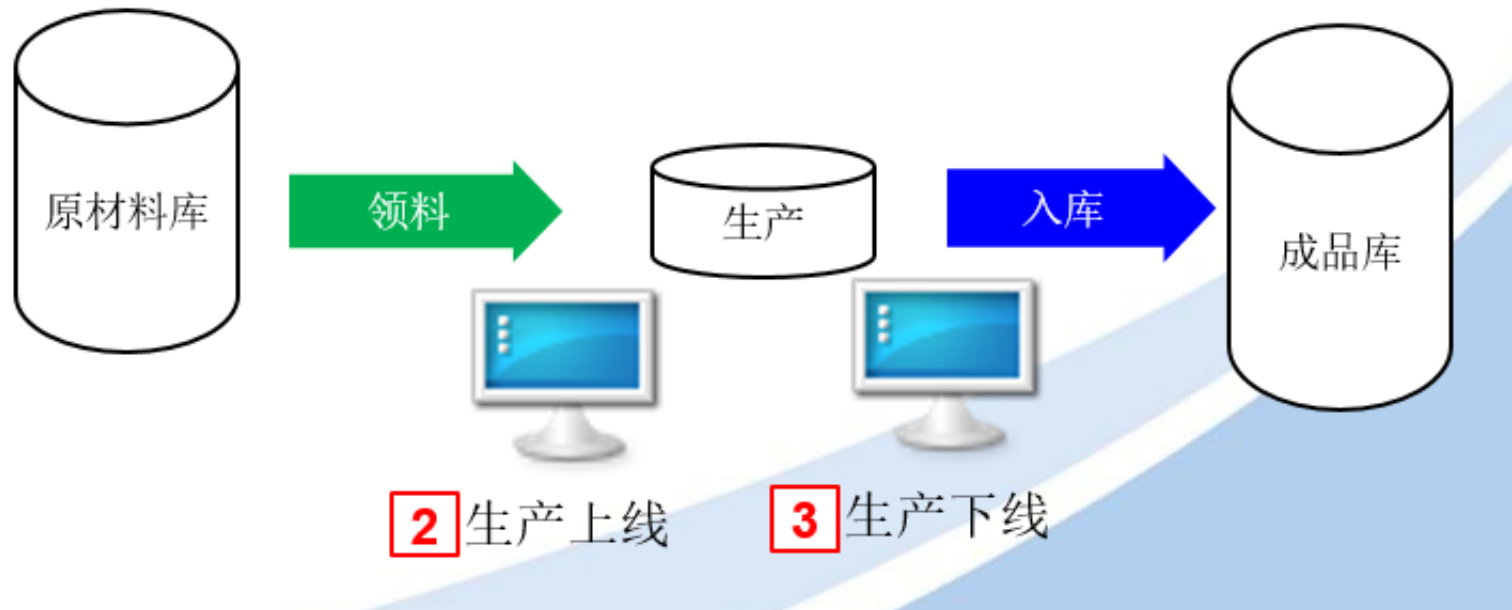 原材料库
领料
生产
入库
成品库
2 生产上线
3 生产下线